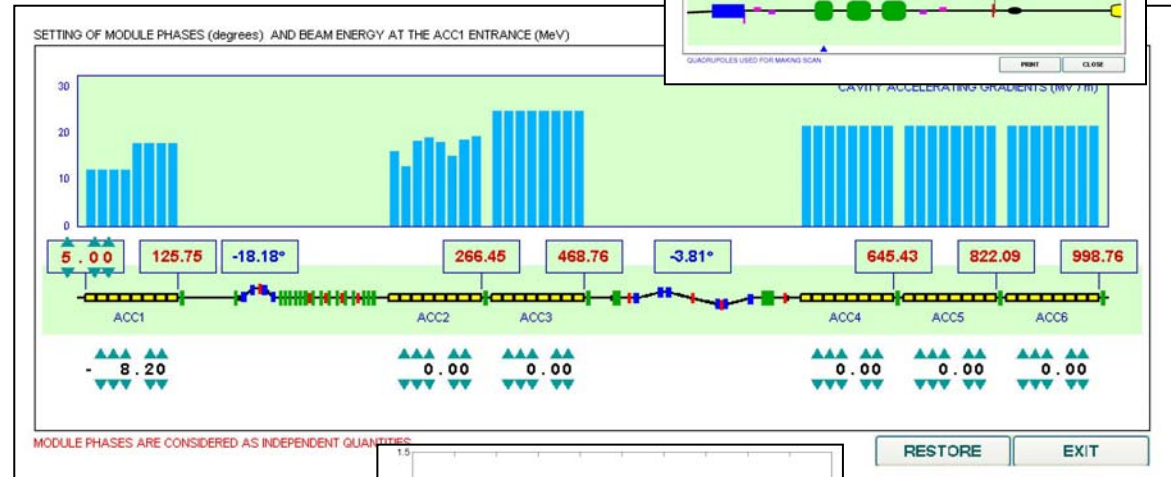 QUADRUPOLES USED FOR MAKING SCAN
PRINT CLOSE
SETTING OF MODULE PHASES (degrees) AND BEAM ENERGY AT THE ACC1 ENTRANCE (MeV)
CAVITY ACCELERATING GRADIENTS (MV / m)
30
20
10
0
5.00 125.75 -18.18° 266.45 468.76 -3.81° 645.43 822.09 998.76
ACC1 ACC2 ACC3 ACC4 ACC5 ACC6
- 8.20 0.00 0.00 0.00 0.00 0.00
MODULE PHASES ARE CONSIDERED AS INDEPENDENT QUANTITIES
RESTORE EXIT
1.5